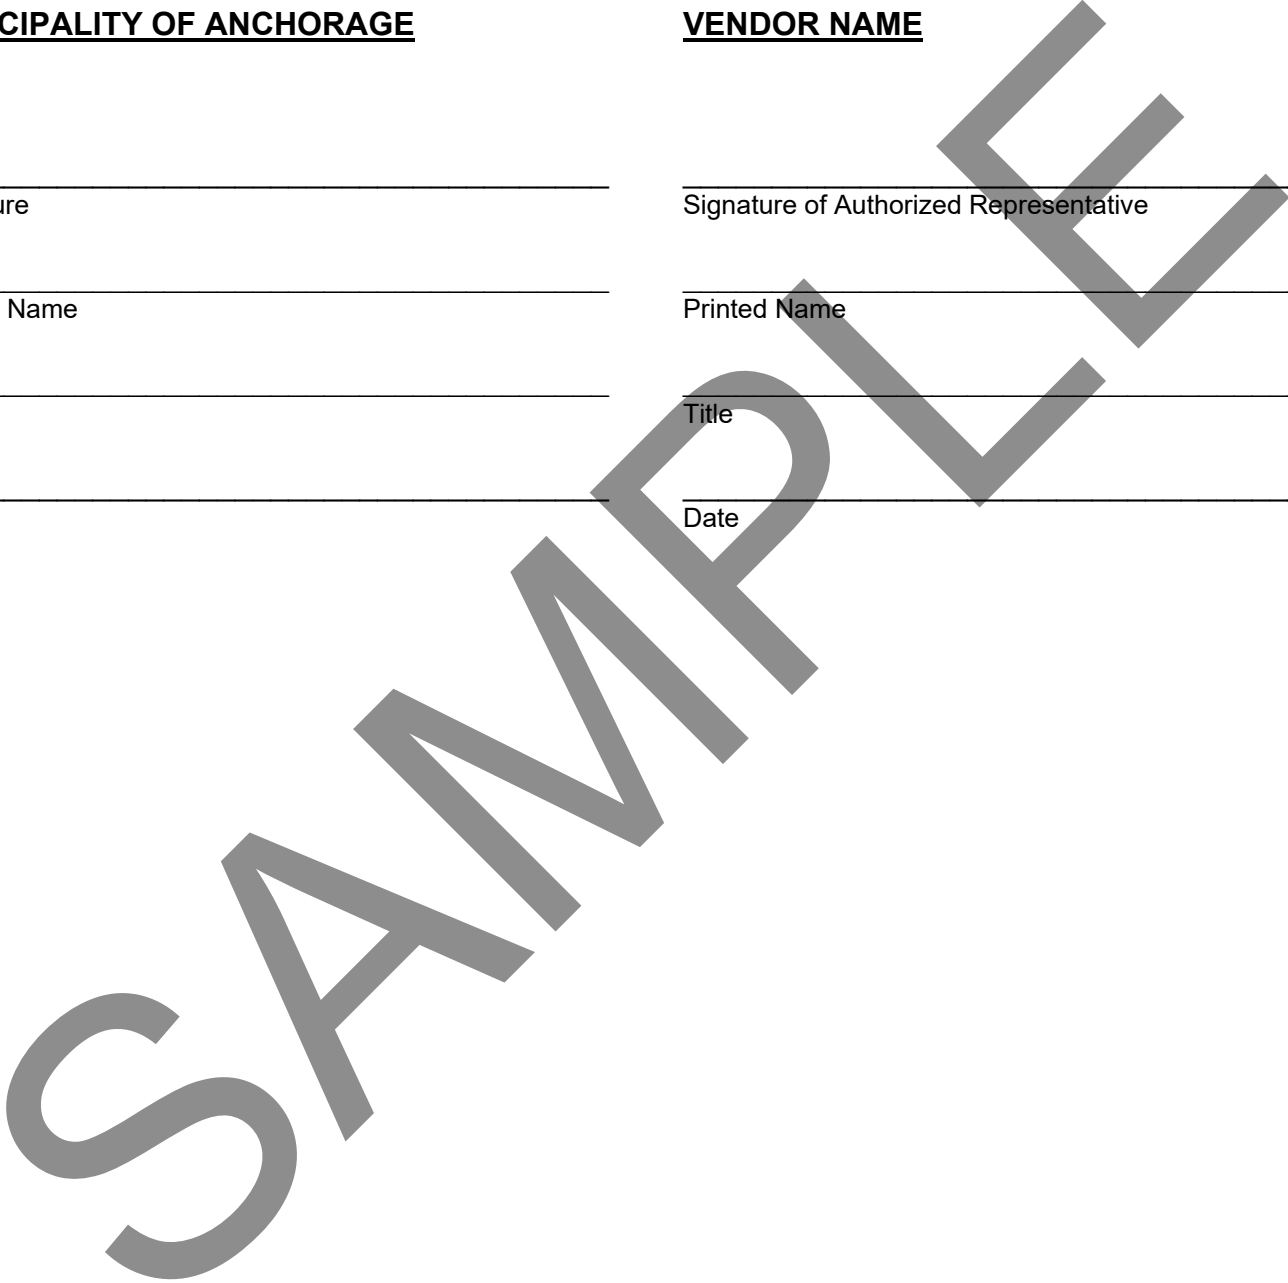 CIPALITY OF ANCHORAGE
VENDOR NAME
ure
Signature of Authorized Representative
Name
Printed Name
Title
Date
SAMPLE